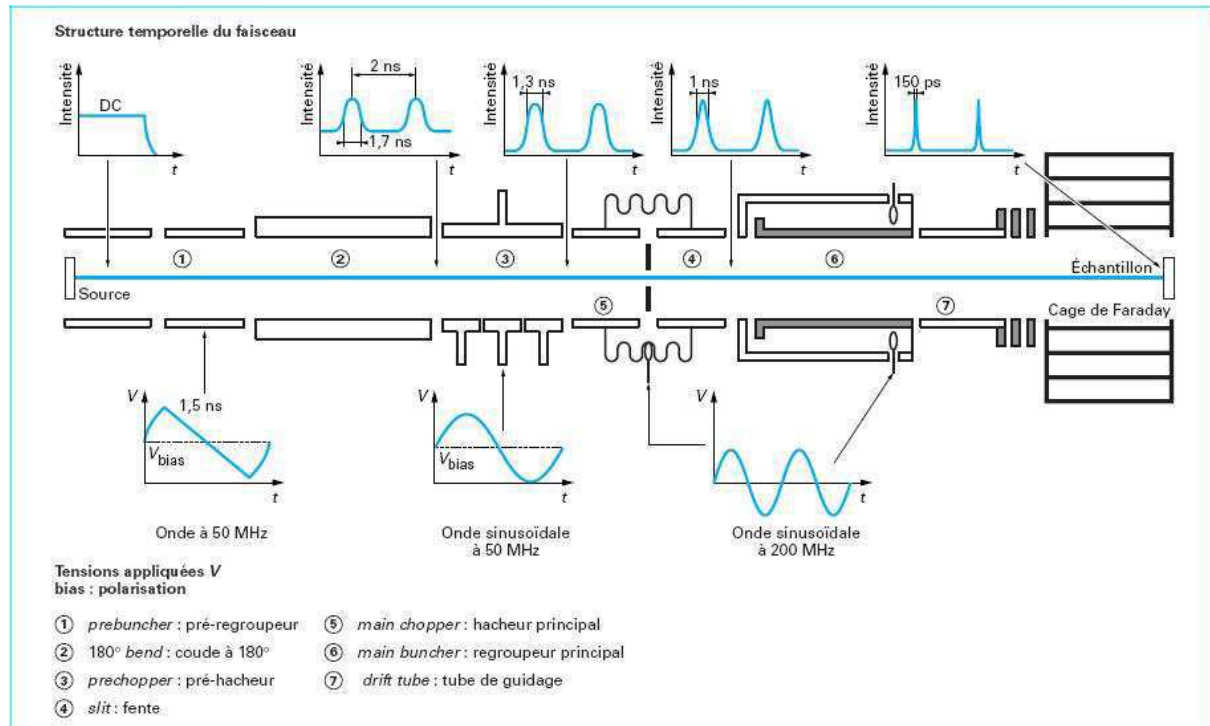 Structure temporelle du faisceau
Intensité
DC
t
Intensité
2 ns
1,7 ns
t
Intensité
1,3 ns
t
Intensité
1 ns
t
Intensité
150 ps
t
① ② ③ ④ ⑥
Source
Échantillon
⑤ ⑦
Cage de Faraday
V
1,5 ns
V bias
t
Onde à 50 MHz
V
V bias
t
Onde sinusoïdale
à 50 MHz
V
t
Onde sinusoïdale
à 200 MHz
Tensions appliquées V
bias : polarisation
① prebuncher : pré-regroupeur
② 180° bend : coude à 180°
③ prechopper : pré-hacheur
④ slit : fente
⑤ main chopper : hacheur principal
⑥ main buncher : regroupeur principal
⑦ drift tube : tube de guidage